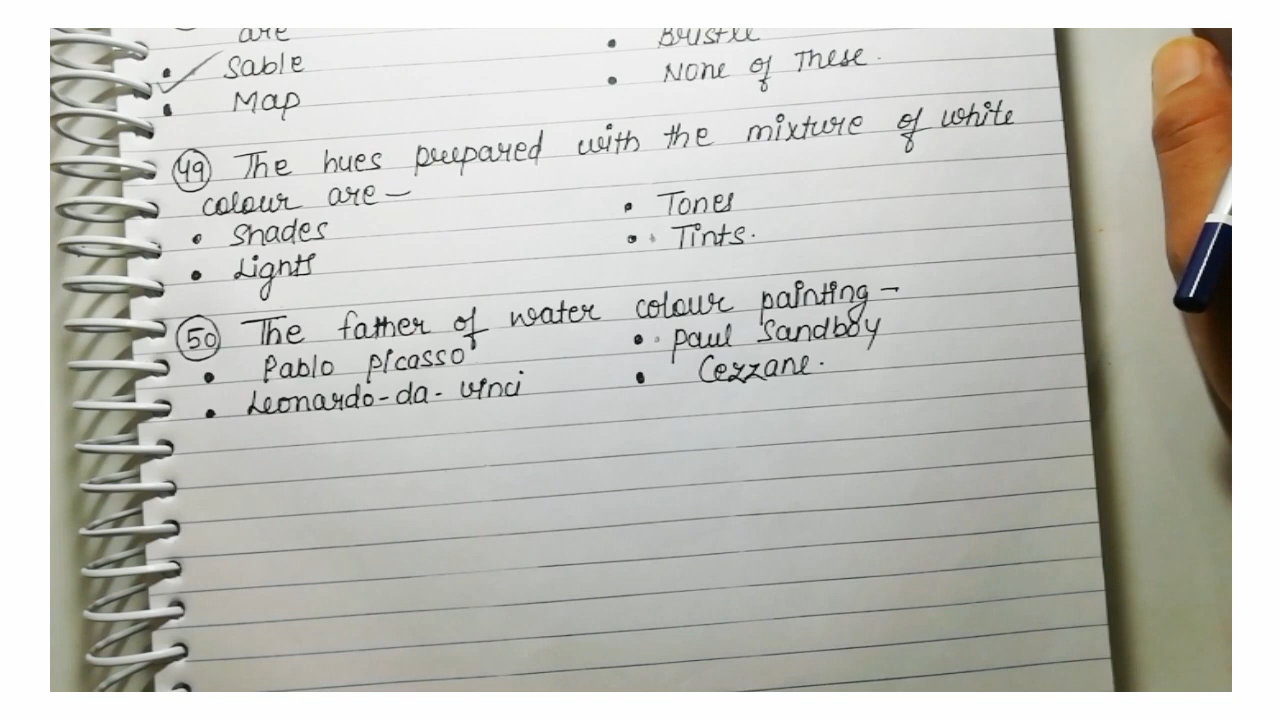 are
Bristle
Sable
None of These.
Map
49 The hues prepared with the mixture of white
colour are -
Shades
Tones
Lights
Tints.
50 The father of water colour painting -
Pablo Picasso
Paul Sandboy
Leonardo-da-Vinci
Cezzane.